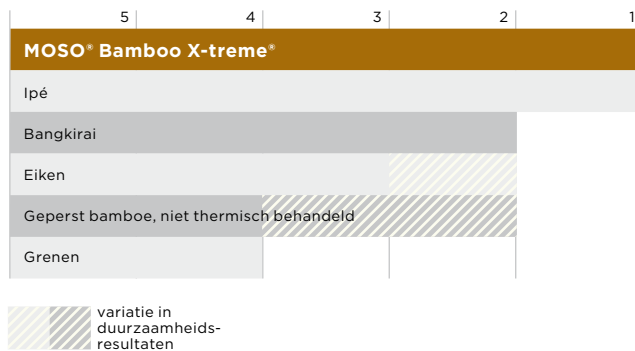 5 4 3 2 1
MOSO® Bamboo X-treme®
Ipé
Bangkirai
Eiken
Geperst bamboe, niet thermisch behandeld
Grenen
variatie in
duurzaamheids-
resultaten